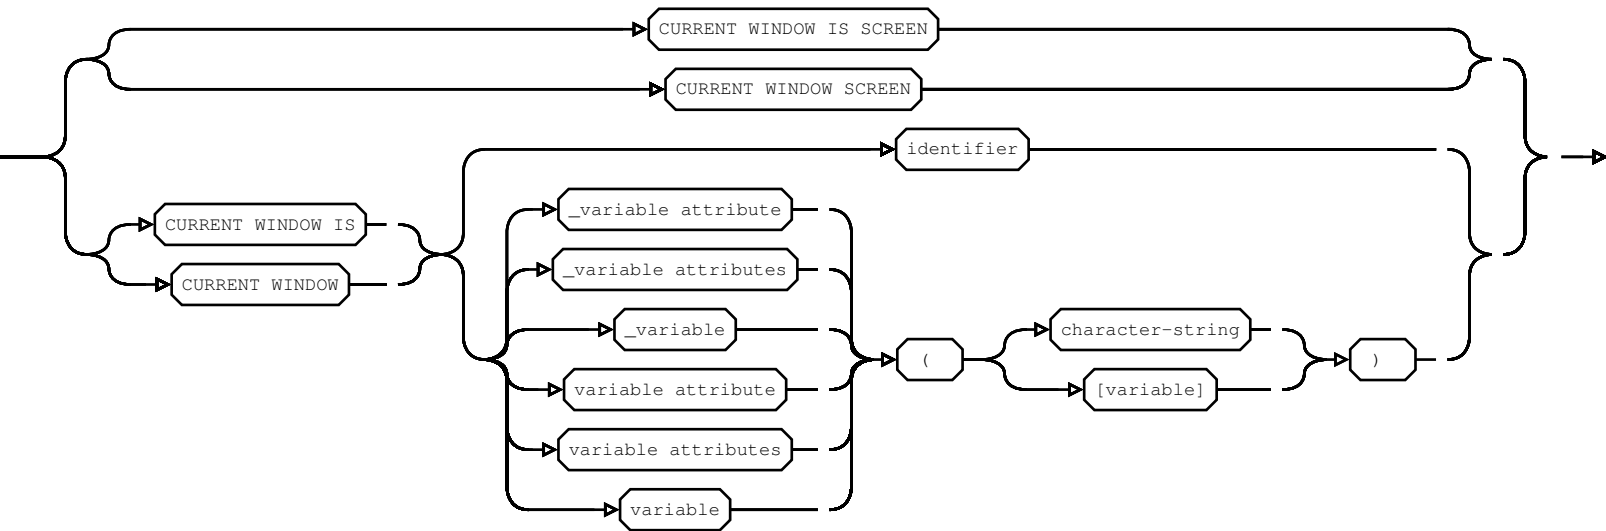 CURRENT WINDOW IS SCREEN
CURRENT WINDOW SCREEN
identifier
_variable attribute
CURRENT WINDOW IS
_variable attributes
CURRENT WINDOW
_variable
character-string
(
)
variable attribute
[variable]
variable attributes
variable